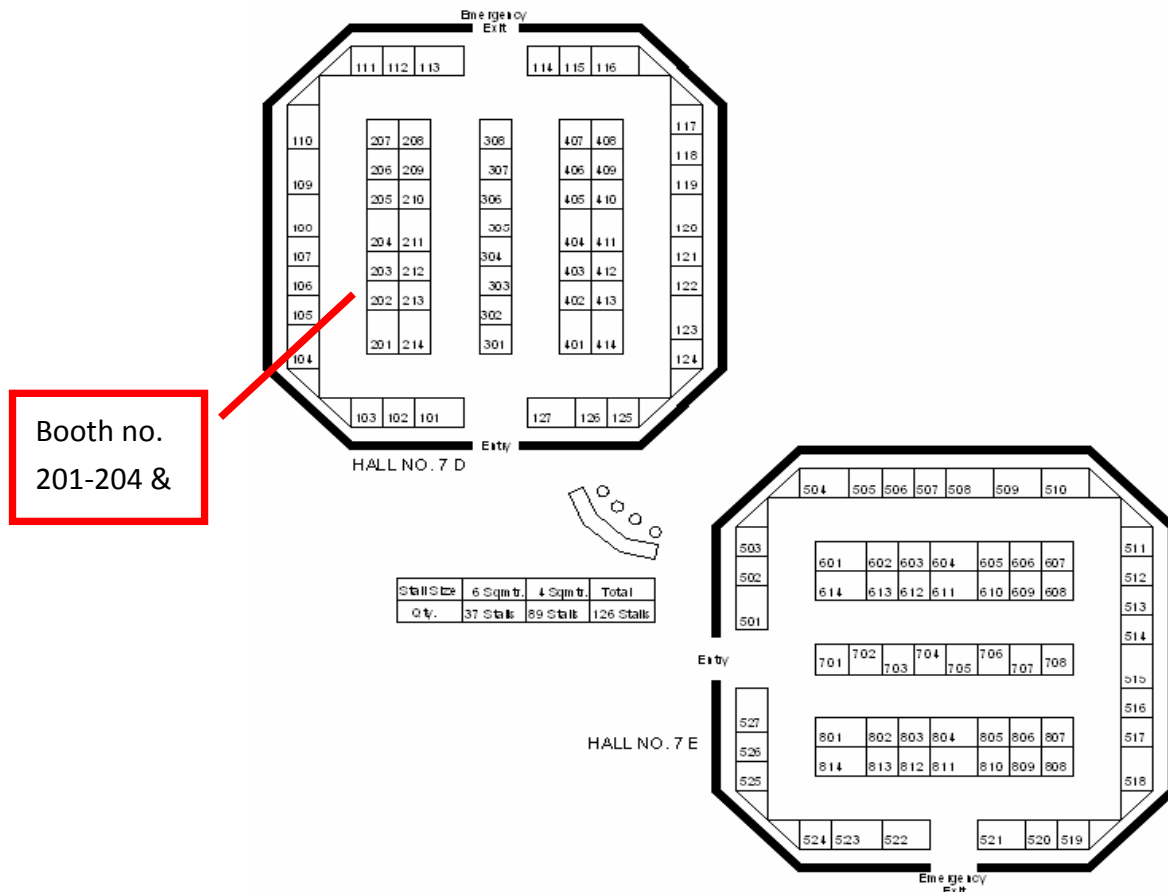 Emergency
Exit
111 112 113 114 115 116
117
110 207 208 308 407 408
118
206 209 307 406 409
109 119
205 210 306 405 410
100 305 120
204 211 404 411
107 304 121
203 212 403 412
106 303 122
202 213 402 413
105 302
123
201 214 301 401 414
104 124
103 102 101 127 126 125
Entry
HALL NO. 7 D
Booth no.
201-204 &
504 505 506 507 508 509 510
503 511
601 602 603 604 605 606 607
502 512
614 613 612 611 610 609 608
513
501
514
Stall Size 6 Sqmtr. 4 Sqmtr. Total
Qty. 37 Stalls 89 Stalls 126 Stalls
Entry
702 704 706
701 703 705 707 708
515
516
527
801 802 803 804 805 806 807 517
HALL NO. 7 E
526
814 813 812 811 810 809 808
525 518
524 523 522 521 520 519
Emergency
Exit